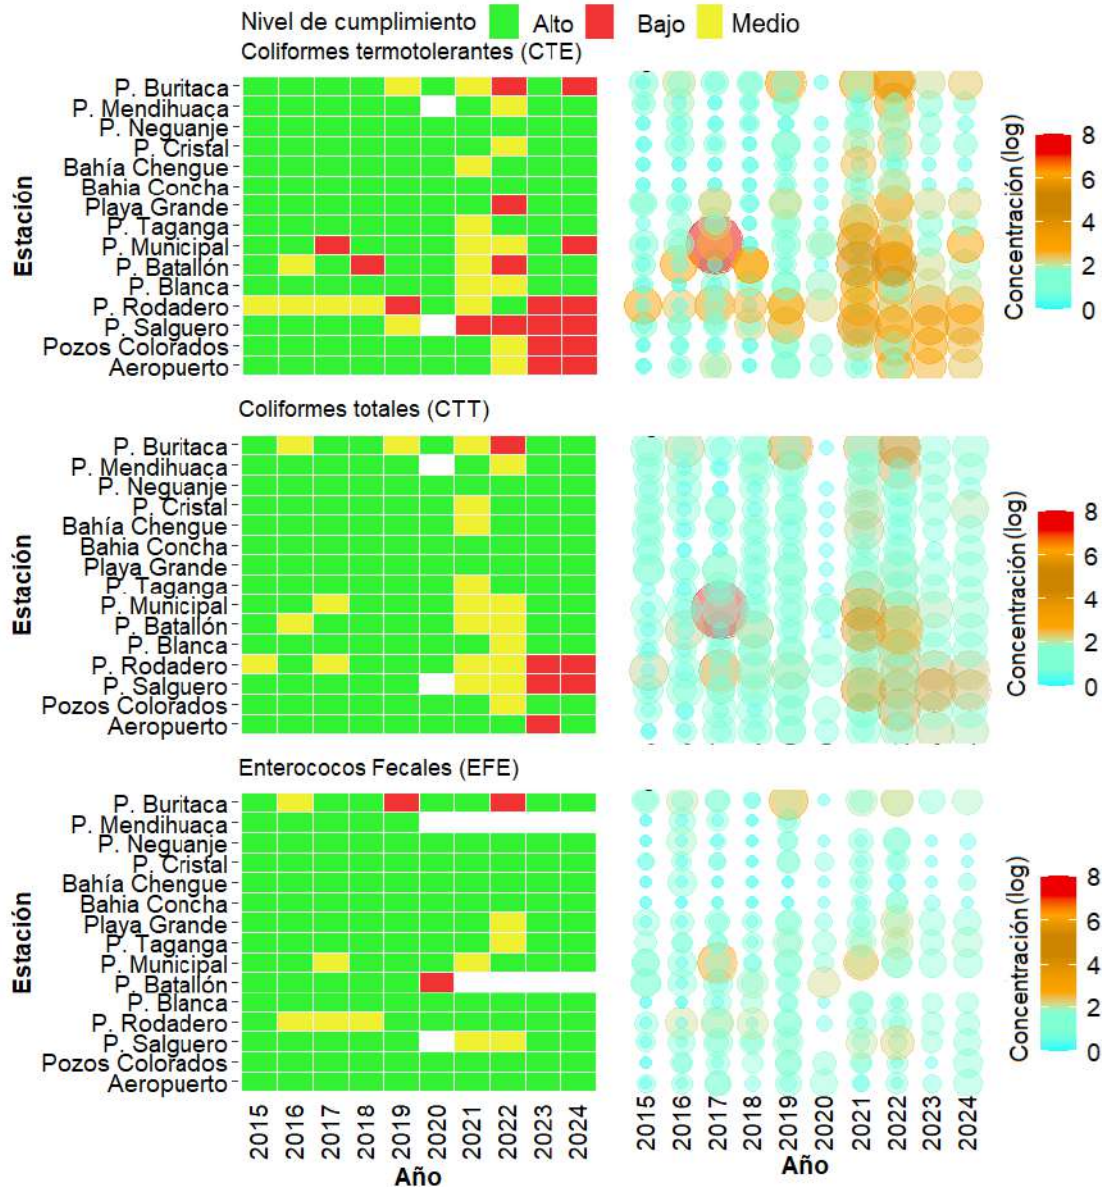 Nivel de cumplimiento Alto Bajo Medio
Coliformes termotolerantes (CTE)
Estación
P. Buritaca
P. Mendihuaca
P. Neguanje
P. Cristal
Bahía Chengue
Bahia Concha
Playa Grande
P. Taganga
P. Municipal
P. Batallón
P. Blanca
P. Rodadero
P. Salguero
Pozos Colorados
Aeropuerto
Concentración (log)
8
6
4
2
0
Coliformes totales (CTT)
Estación
P. Buritaca
P. Mendihuaca
P. Neguanje
P. Cristal
Bahía Chengue
Bahia Concha
Playa Grande
P. Taganga
P. Municipal
P. Batallón
P. Blanca
P. Rodadero
P. Salguero
Pozos Colorados
Aeropuerto
Concentración (log)
8
6
4
2
0
Enterococos Fecales (EFE)
Estación
P. Buritaca
P. Mendihuaca
P. Neguanje
P. Cristal
Bahía Chengue
Bahia Concha
Playa Grande
P. Taganga
P. Municipal
P. Batallón
P. Blanca
P. Rodadero
P. Salguero
Pozos Colorados
Aeropuerto
Concentración (log)
8
6
4
2
0
2015 2016 2017 2018 2019 2020 2021 2022 2023 2024
Año
2015 2016 2017 2018 2019 2020 2021 2022 2023 2024
Año